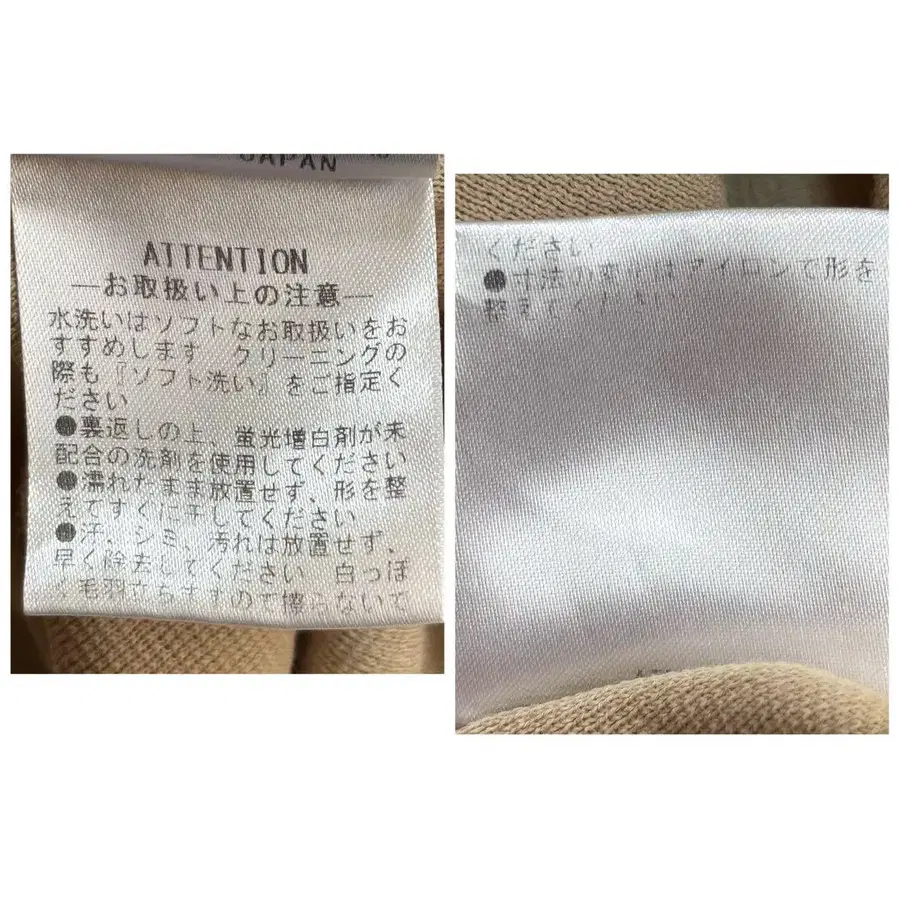 JAPAN
ATTENTION
—お取扱い上の注意—
水洗いはソフトなお取扱いをお
すすめします クリーニングの
際も『ソフト洗い』をご指定く
ださい
●裏返しの上、蛍光増白剤が未
配合の洗剤を使用してください
●濡れたまま放置せず、形を整
えてすぐに干してください
●汗、シミ、汚れは放置せず、
早く除去してください 白っぽ
く毛羽立ちますので擦らないで
ください
●寸法の変化はアイロンで形を
整えてください